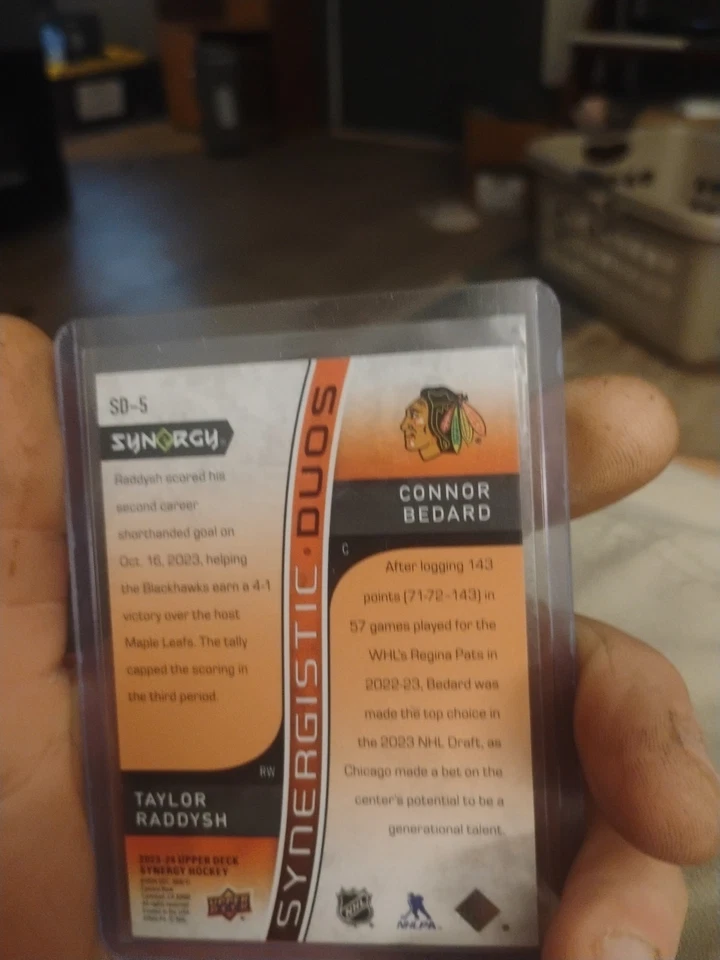 SD-5
SYNERGY
Raddysh scored his
second career
shorthanded goal on
Oct. 16, 2023, helping
the Blackhawks earn a 4-1
victory over the host
Maple Leafs. The tally
capped the scoring in
the third period.
RW
TAYLOR
RADDYSH
2023-24 UPPER DECK
SYNERGY HOCKEY
UPPER DECK
SYNERGISTIC · DUOS
CONNOR
BEDARD
C
After logging 143
points (71-72-143) in
57 games played for the
WHL's Regina Pats in
2022-23, Bedard was
made the top choice in
the 2023 NHL Draft, as
Chicago made a bet on the
center's potential to be a
generational talent.
NHL
NHLPA